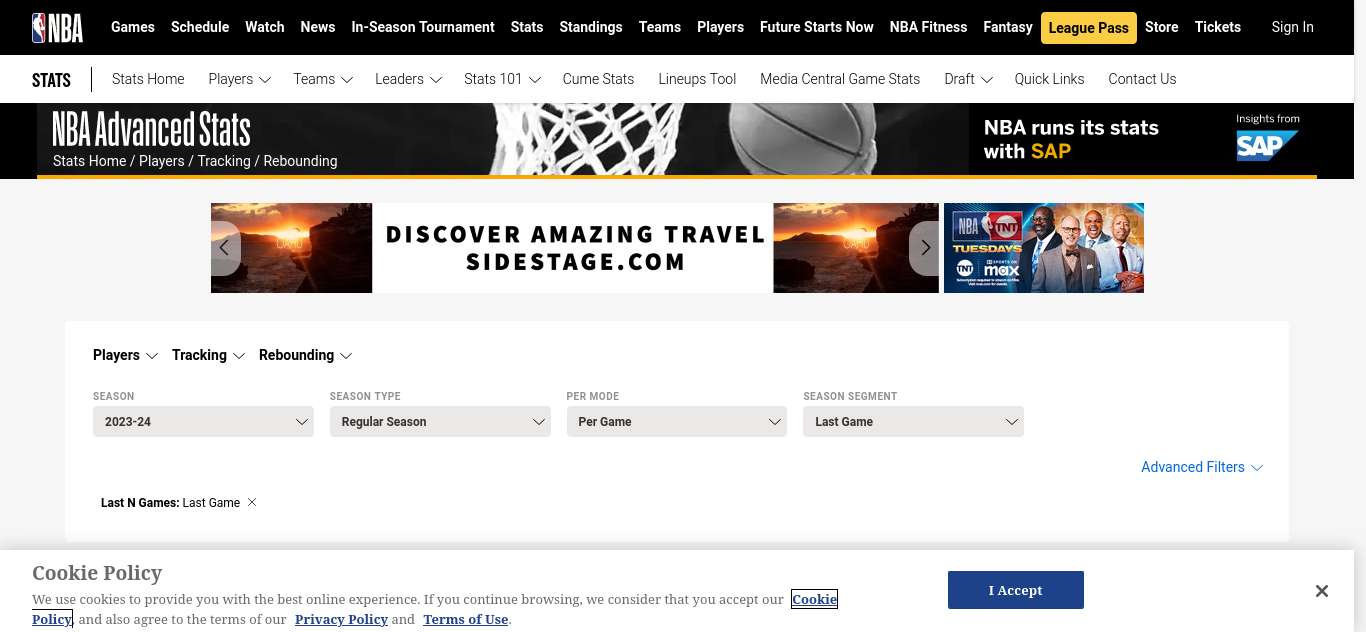 NBA Games Schedule Watch News In-Season Tournament Stats Standings Teams Players Future Starts Now NBA Fitness Fantasy League Pass Store Tickets Sign In
STATS Stats Home Players Teams Leaders Stats 101 Cume Stats Lineups Tool Media Central Game Stats Draft Quick Links Contact Us
NBA Advanced Stats
Stats Home / Players / Tracking / Rebounding
NBA runs its stats
with SAP
Insights from
SAP
OAHU
DISCOVER AMAZING TRAVEL
SIDESTAGE.COM
OAHU
NBA TNT
TUESDAYS
TNT
SPORTS ON
max
Players Tracking Rebounding
SEASON SEASON TYPE PER MODE SEASON SEGMENT
2023-24 Regular Season Per Game Last Game
Advanced Filters
Last N Games: Last Game
Cookie Policy
We use cookies to provide you with the best online experience. If you continue browsing, we consider that you accept our Cookie
Policy, and also agree to the terms of our Privacy Policy and Terms of Use.
I Accept